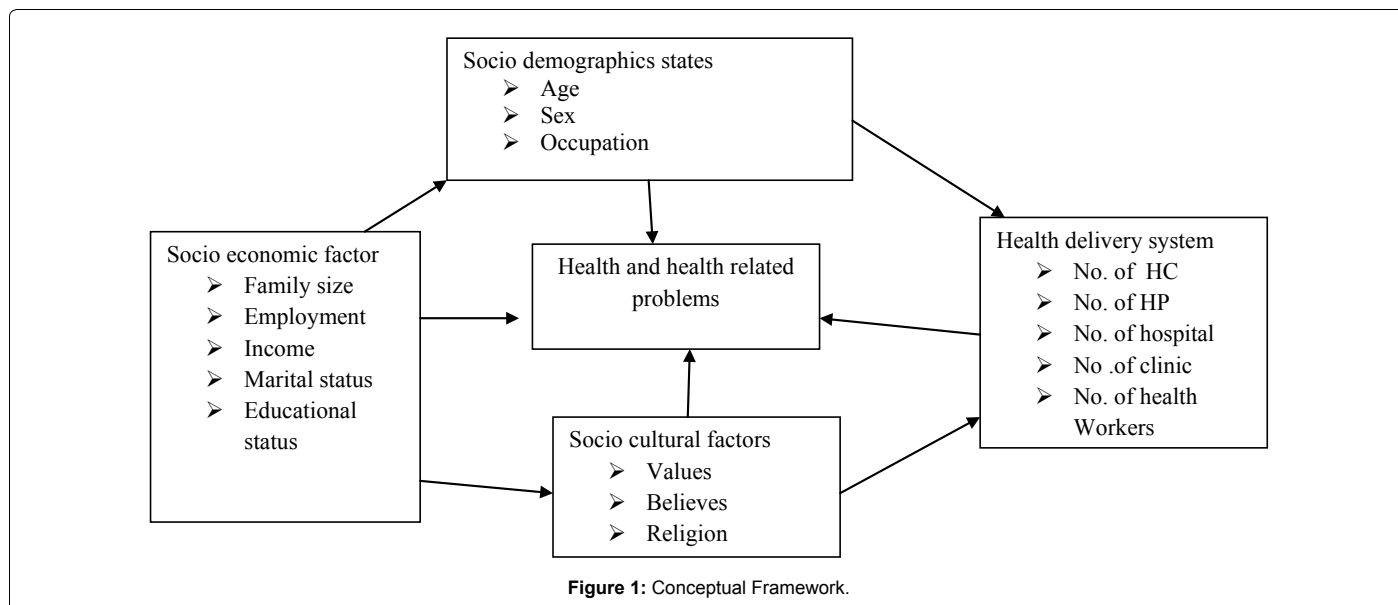 Socio demographics states
➢ Age
➢ Sex
➢ Occupation
Socio economic factor
➢ Family size
➢ Employment
➢ Income
➢ Marital status
➢ Educational
status
Health and health related
problems
Health delivery system
➢ No. of HC
➢ No. of HP
➢ No. of hospital
➢ No .of clinic
➢ No. of health
Workers
Socio cultural factors
➢ Values
➢ Believes
➢ Religion
Figure 1: Conceptual Framework.